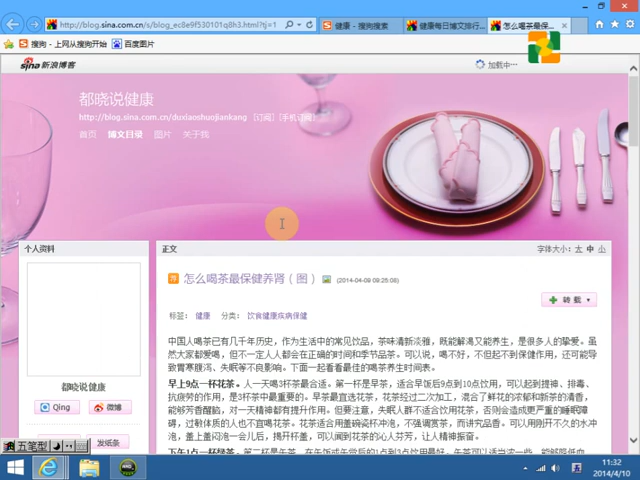 http://blog.sina.com.cn/s/blog_ec8e9f530101q8h3.html?tj=1
健康 - 搜狗搜索
健康每日博文排行...
怎么喝茶最保...
搜狗 - 上网从搜狗开始
百度图片
sina新浪博客
加载中…
都晓说健康
http://blog.sina.com.cn/duxiaoshuojiankang [订阅] [手机订阅]
首页 博文目录 图片 关于我
个人资料
正文
字体大小：大 中 小
怎么喝茶最保健养肾（图）
(2014-04-09 09:25:08)
转载
标签： 健康 分类： 饮食健康疾病保健
中国人喝茶已有几千年历史，作为生活中的常见饮品，茶味清新淡雅，既能解渴又能养生，是很多人的挚爱。虽
然大家都爱喝，但不一定人人都会在正确的时间和季节品茶。可以说，喝不好，不但起不到保健作用，还可能导
致胃寒腹泻、失眠等不良影响。下面一起看看最佳的喝茶养生时间表。
早上9点一杯花茶。人一天喝3杯茶最合适。第一杯是早茶，适合早饭后9点到10点饮用，可以起到提神、排毒、
抗疲劳的作用，是3杯茶中最重要的。早茶最宜选花茶，花茶经过二次加工，混合了鲜花的浓郁和新茶的清香，
能够芳香醒脑，对一天精神都有提升作用。但要注意，失眠人群不适合饮用花茶，否则会造成更严重的睡眠障
碍，过敏体质的人也不宜喝花茶。花茶适合用盖碗瓷杯冲泡，不强调赏茶，而讲究品香。可以用刚开不久的水冲
泡，盖上盖闷泡一会儿后，揭开杯盖，可以闻到花茶的沁人芬芳，让人精神振奋。
都晓说健康
Qing
微博
发纸条
五笔型
11:32
2014/4/10